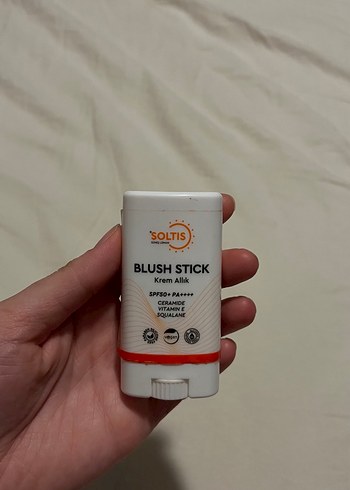 SOLTIS
BLUSH STICK
Krem Allık
SPF50+ PA++++
CERAMIDE
VITAMIN E
SQUALANE